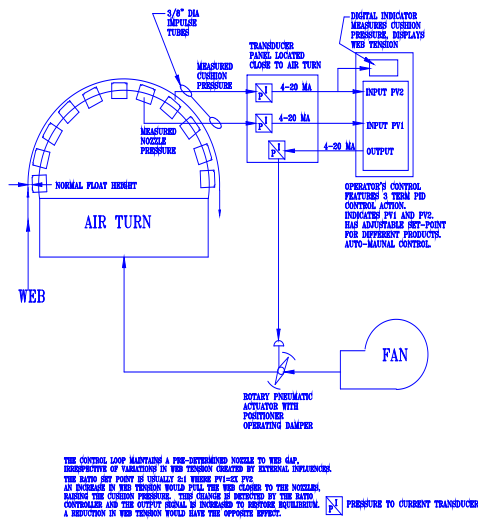 3/8" DIA
IMPULSE
TUBES
DIGITAL INDICATOR
MEASURES CUSHION
PRESSURE, DISPLAYS
WEB TENSION
TRANSDUCER
PANEL LOCATED
CLOSE TO AIR TURN
MEASURED
CUSHION
PRESSURE
4-20 MA
INPUT PV2
P I
MEASURED
NOZZLE
PRESSURE
4-20 MA
INPUT PV1
P I
4-20 MA
OUTPUT
P I
NORMAL FLOAT HEIGHT
OPERATOR'S CONTROL
FEATURES 3 TERM PID
CONTROL ACTION.
INDICATES PV1 AND PV2.
HAS ADJUSTABLE SET-POINT
FOR DIFFERENT PRODUCTS.
AUTO-MAUNAL CONTROL.
AIR TURN
WEB
FAN
ROTARY PNEUMATIC
ACTUATOR WITH
POSITIONER
OPERATING DAMPER
THE CONTROL LOOP MAINTAINS A PRE-DETERMINED NOZZLE TO WEB GAP,
IRRESPECTIVE OF VARIATIONS IN WEB TENSION CREATED BY EXTERNAL INFLUENCES.
THE RATIO SET POINT IS USUALLY 2:1 WHERE PV1=2X PV2
AN INCREASE IN WEB TENSION WOULD PULL THE WEB CLOSER TO THE NOZZLES,
RAISING THE CUSHION PRESSURE. THIS CHANGE IS DETECTED BY THE RATIO
CONTROLLER AND THE OUTPUT SIGNAL IS INCREASED TO RESTORE EQUILIBRIUM.
A REDUCTION IN WEB TENSION WOULD HAVE THE OPPOSITE EFFECT.
P I PRESSURE TO CURRENT TRANSDUCER